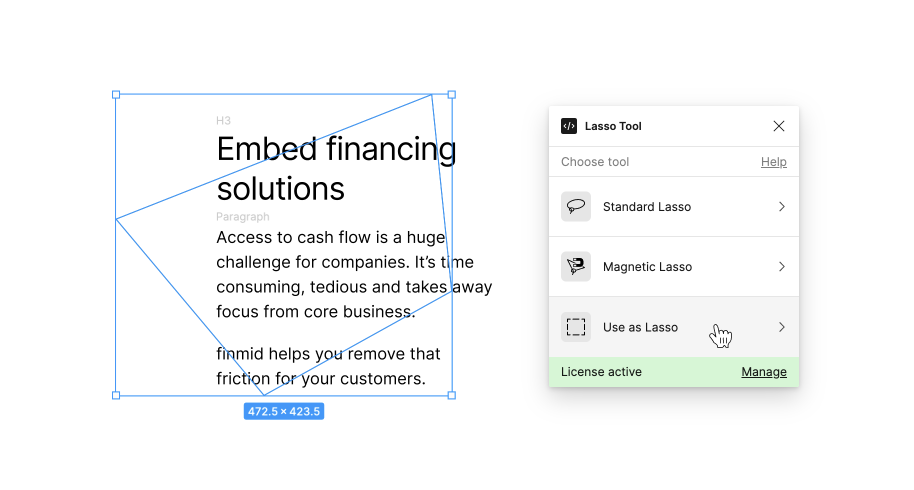 H3
Embed financing
solutions
Paragraph
Access to cash flow is a huge
challenge for companies. It’s time
consuming, tedious and takes away
focus from core business.
finmid helps you remove that
friction for your customers.
472.5 × 423.5
Lasso Tool
Choose tool
Help
Standard Lasso
Magnetic Lasso
Use as Lasso
License active
Manage